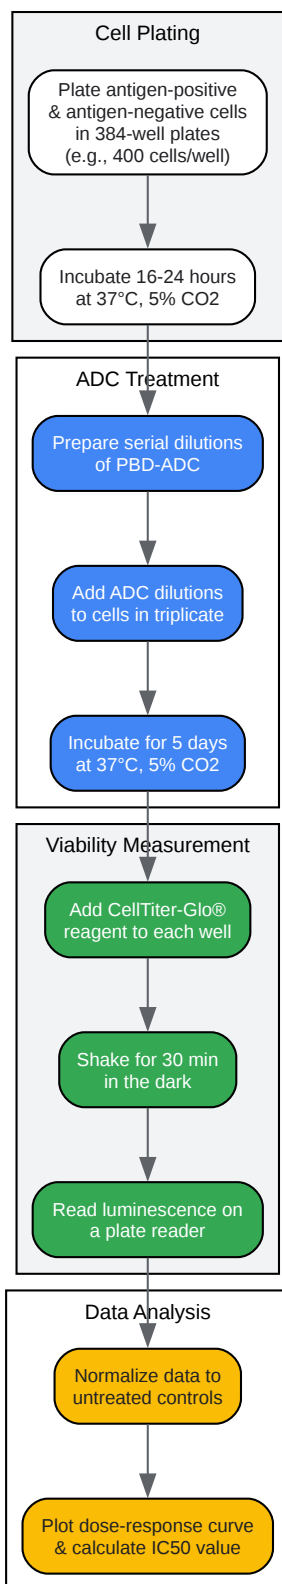 Cell Plating
Plate antigen-positive
& antigen-negative cells
in 384-well plates
(e.g., 400 cells/well)
Incubate 16-24 hours
at 37°C, 5% CO2
ADC Treatment
Prepare serial dilutions
of PBD-ADC
Add ADC dilutions
to cells in triplicate
Incubate for 5 days
at 37°C, 5% CO2
Viability Measurement
Add CellTiter-Glo®
reagent to each well
Shake for 30 min
in the dark
Read luminescence on
a plate reader
Data Analysis
Normalize data to
untreated controls
Plot dose-response curve
& calculate IC50 value